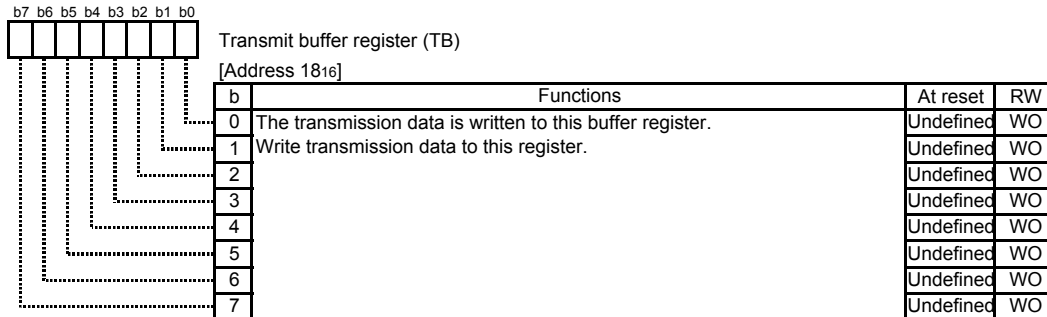 b7 b6 b5 b4 b3 b2 b1 b0
Transmit buffer register (TB)
[Address 1816]
b Functions At reset RW
0 The transmission data is written to this buffer register. Undefined WO
1 Write transmission data to this register. Undefined WO
2 Undefined WO
3 Undefined WO
4 Undefined WO
5 Undefined WO
6 Undefined WO
7 Undefined WO